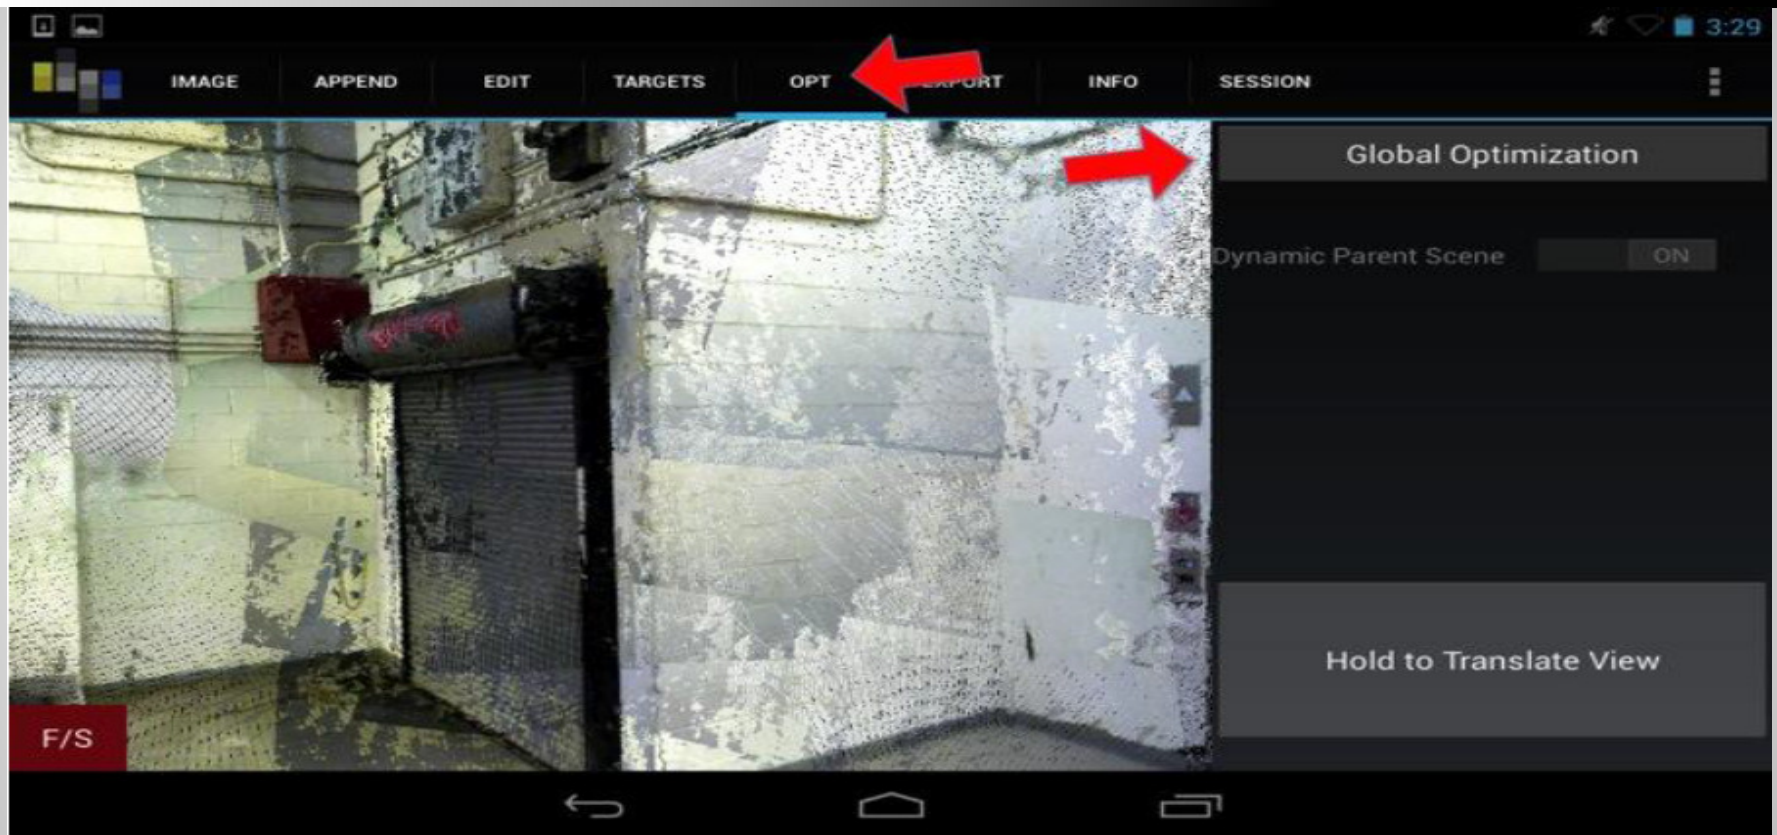 3:29
IMAGE APPEND EDIT TARGETS OPT EXPORT INFO SESSION
Global Optimization
Dynamic Parent Scene ON
Hold to Translate View
F/S